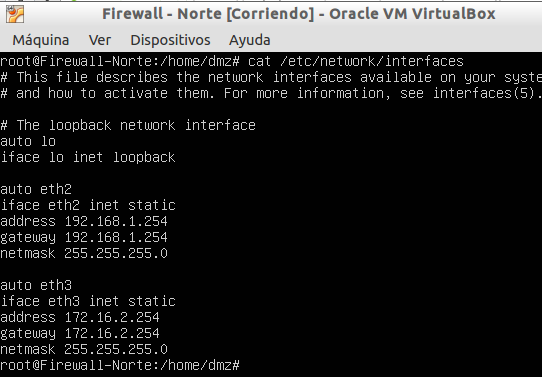 Firewall - Norte [Corriendo] - Oracle VM VirtualBox
Máquina Ver Dispositivos Ayuda
root@Firewall-Norte:/home/dmz# cat /etc/network/interfaces
# This file describes the network interfaces available on your syste
# and how to activate them. For more information, see interfaces(5).
# The loopback network interface
auto lo
iface lo inet loopback
auto eth2
iface eth2 inet static
address 192.168.1.254
gateway 192.168.1.254
netmask 255.255.255.0
auto eth3
iface eth3 inet static
address 172.16.2.254
gateway 172.16.2.254
netmask 255.255.255.0
root@Firewall-Norte:/home/dmz#